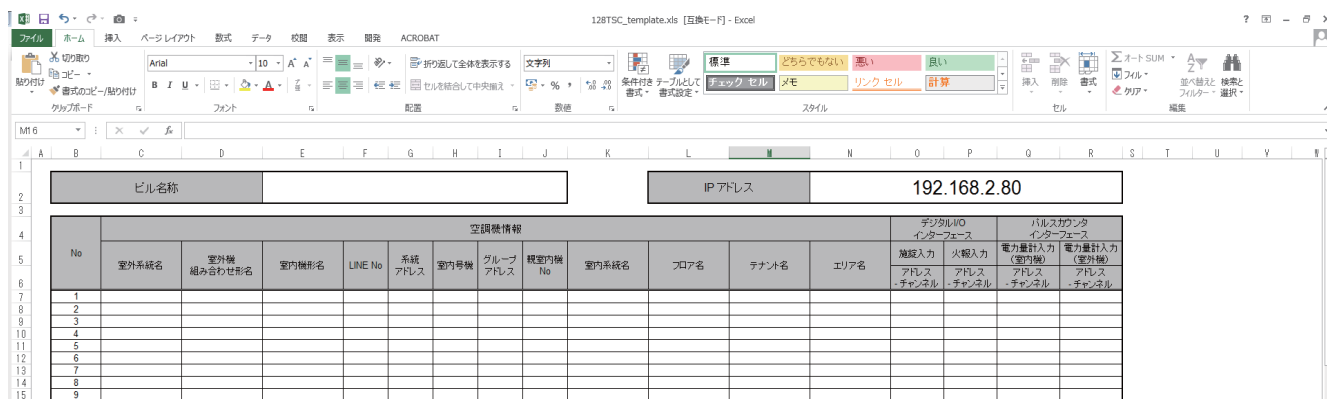 128TSC_template.xls [互換モード] - Excel
ファイル ホーム 挿入 ページ レイアウト 数式 データ 校閲 表示 開発 ACROBAT
貼り付け 切り取り コピー 書式のコピー/貼り付け
Arial 10 A A
B I U A
折り返して全体を表示する
セルを結合して中央揃え
文字列
% ,
条件付き書式 テーブルとして書式設定
標準 どちらでもない 悪い 良い
チェック セル メモ リンク セル 計算
挿入 削除 書式
オート SUM フィル クリア
並べ替えとフィルター 検索と選択
クリップボード フォント 配置 数値 スタイル セル 編集
M16 fx
A B C D E F G H I J K L M N O P Q R S T U V W
ビル名称 IPアドレス 192.168.2.80
No 空調機情報 デジタルI/O インターフェース パルスカウンタ インターフェース
室外系統名 室外機 組み合わせ形名 室内機形名 LINE No 系統 アドレス 室内号機 グループ アドレス 親室内機 No 室内系統名 フロア名 テナント名 エリア名 施錠入力 火報入力 電力量計入力 (室内機) 電力量計入力 (室外機)
アドレス - チャンネル アドレス - チャンネル アドレス - チャンネル アドレス - チャンネル
1
2
3
4
5
6
7
8
9
10
11
12
13
14
15
1
2
3
4
5
6
7
8
9